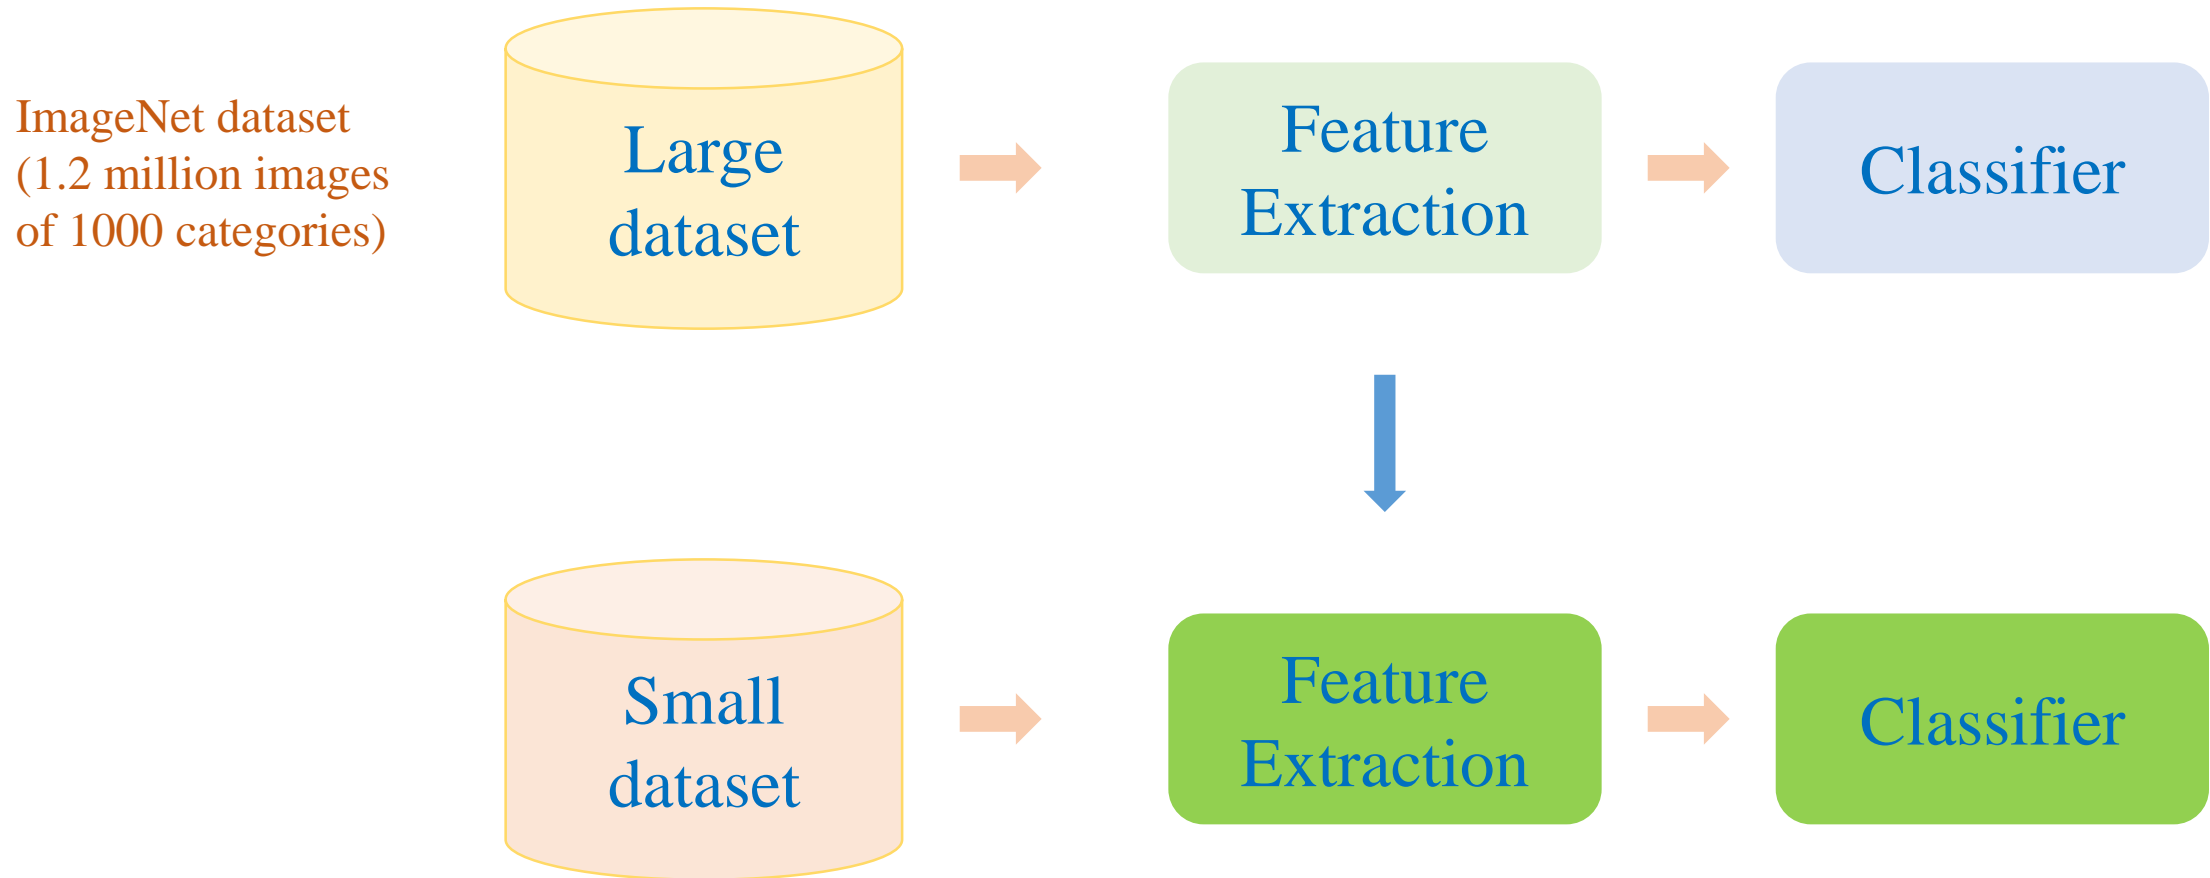 ImageNet dataset
(1.2 million images
of 1000 categories)
Large
dataset
Feature
Extraction
Classifier
Small
dataset
Feature
Extraction
Classifier